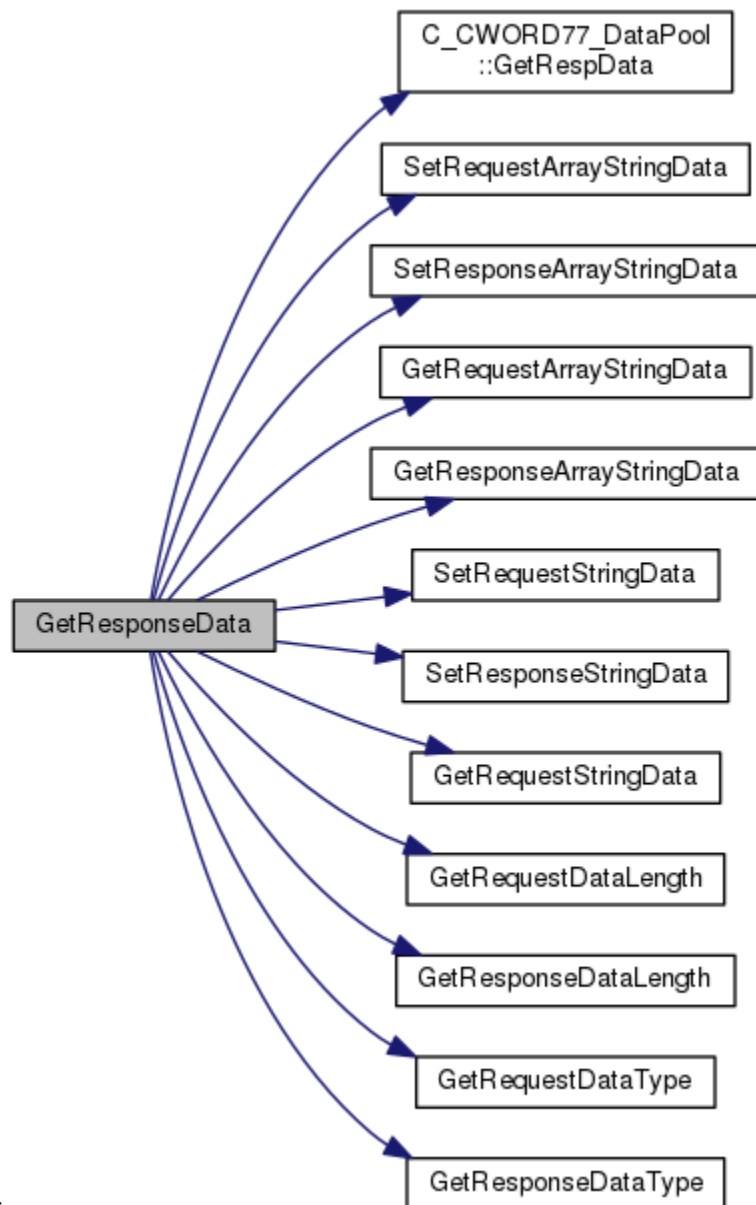 C_CWORD77_DataPool
::GetRespData
SetRequestArrayStringData
SetResponseArrayStringData
GetRequestArrayStringData
GetResponseArrayStringData
SetRequestStringData
GetResponseData
SetResponseStringData
GetRequestStringData
GetRequestDataLength
GetResponseDataLength
GetRequestDataType
GetResponseDataType